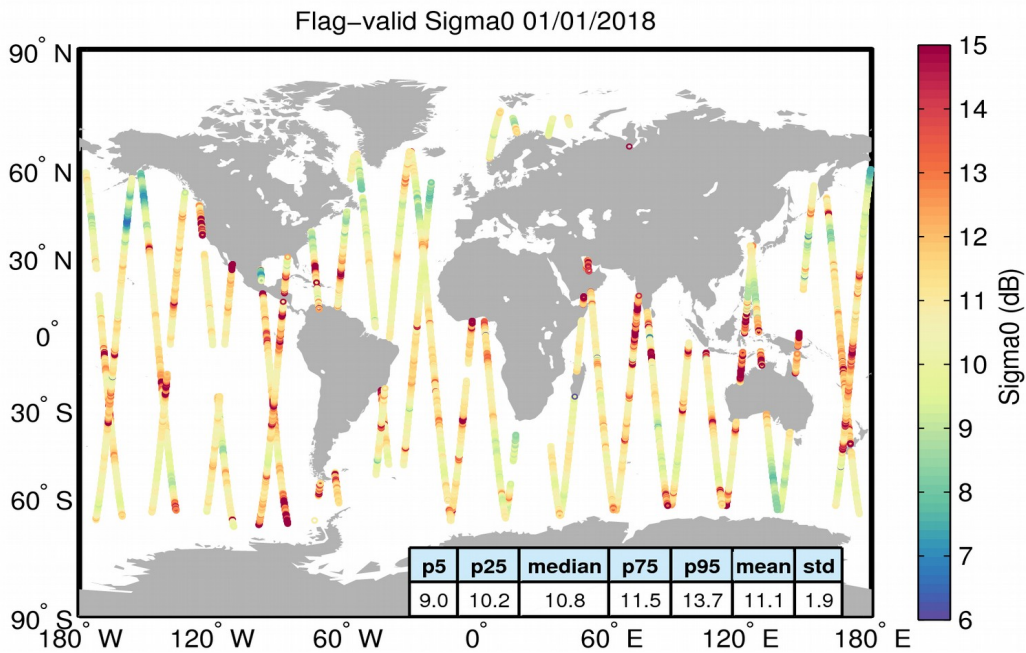 Flag–valid Sigma0 01/01/2018
90° N
60° N
30° N
0°
30° S
60° S
90° S
180° W
120° W
60° W
0°
60° E
120° E
180° E
p5 p25 median p75 p95 mean std
9.0 10.2 10.8 11.5 13.7 11.1 1.9
15
14
13
12
11
10
9
8
7
6
Sigma0 (dB)